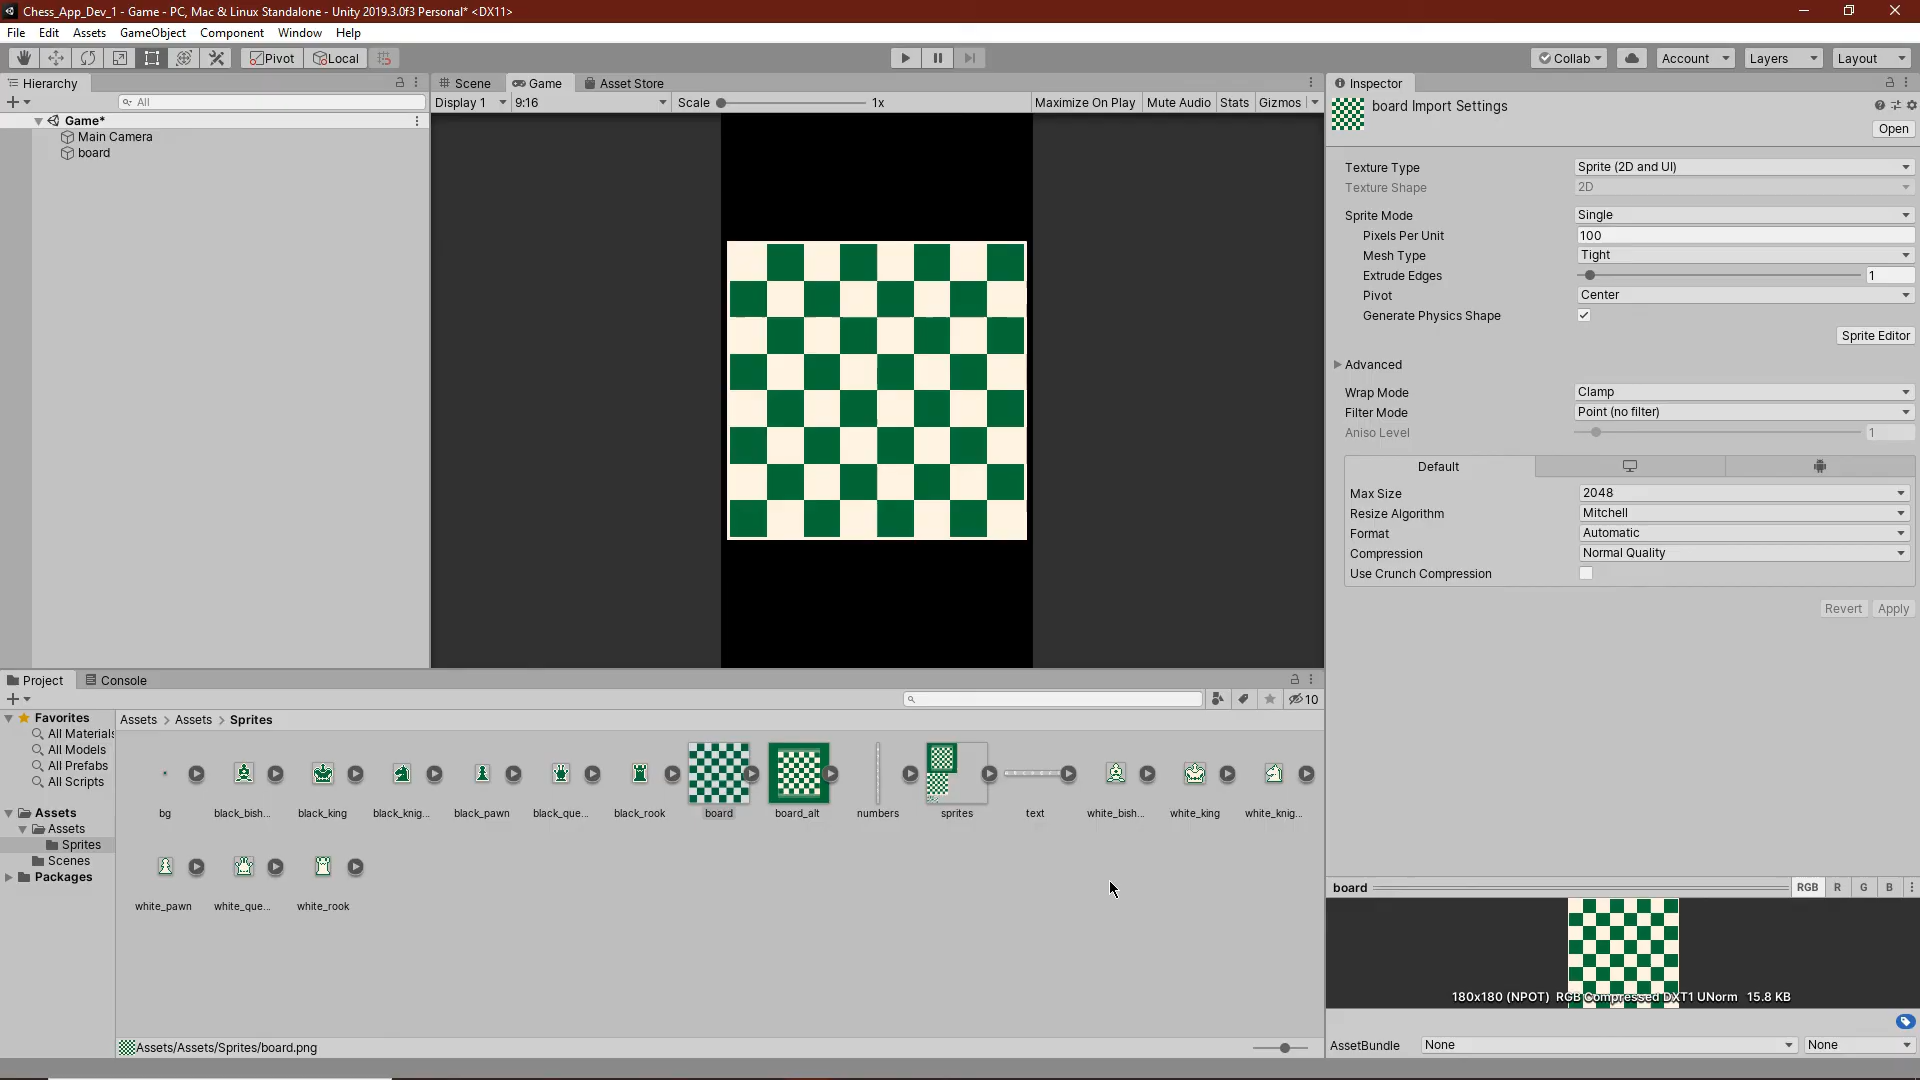 Chess_App_Dev_1 - Game - PC, Mac & Linux Standalone - Unity 2019.3.0f3 Personal* <DX11>
File Edit Assets GameObject Component Window Help
Pivot Local Collab Account Layers Layout
Hierarchy
All
Game*
Main Camera
board
Scene Game Asset Store
Display 1 9:16 Scale 1x Maximize On Play Mute Audio Stats Gizmos
Inspector
board Import Settings
Open
Texture Type Sprite (2D and UI)
Texture Shape 2D
Sprite Mode Single
Pixels Per Unit 100
Mesh Type Tight
Extrude Edges 1
Pivot Center
Generate Physics Shape
Sprite Editor
Advanced
Wrap Mode Clamp
Filter Mode Point (no filter)
Aniso Level 1
Default
Max Size 2048
Resize Algorithm Mitchell
Format Automatic
Compression Normal Quality
Use Crunch Compression
Revert Apply
Project Console
10
Favorites
All Materials
All Models
All Prefabs
All Scripts
Assets
Assets
Sprites
Scenes
Packages
Assets > Assets > Sprites
bg black_bish... black_king black_knig... black_pawn black_que... black_rook board board_alt numbers sprites text white_bish... white_king white_knig...
white_pawn white_que... white_rook
Assets/Assets/Sprites/board.png
board RGB R G B
180x180 (NPOT) RGB Compressed DXT1 UNorm 15.8 KB
AssetBundle None None